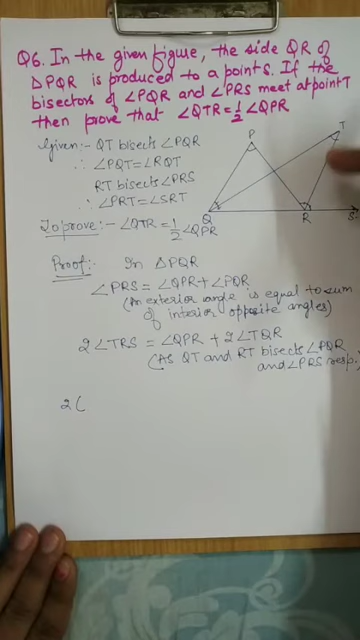 Q6. In the given figure, the side QR of
ΔPQR is produced to a point S. If the
bisectors of ∠PQR and ∠PRS meet at point T
then prove that ∠QTR = 1/2 ∠QPR
Given:- QT bisects ∠PQR
∴ ∠PQT = ∠RQT
RT bisects ∠PRS
∴ ∠PRT = ∠SRT
To prove:- ∠QTR = 1/2 ∠QPR
P
T
Q
R
S
Proof:- In ΔPQR
∠PRS = ∠QPR + ∠PQR
(An exterior angle is equal to sum
of interior opposite angles)
2∠TRS = ∠QPR + 2∠TQR
(As QT and RT bisects ∠PQR
and ∠PRS resp.)
2(